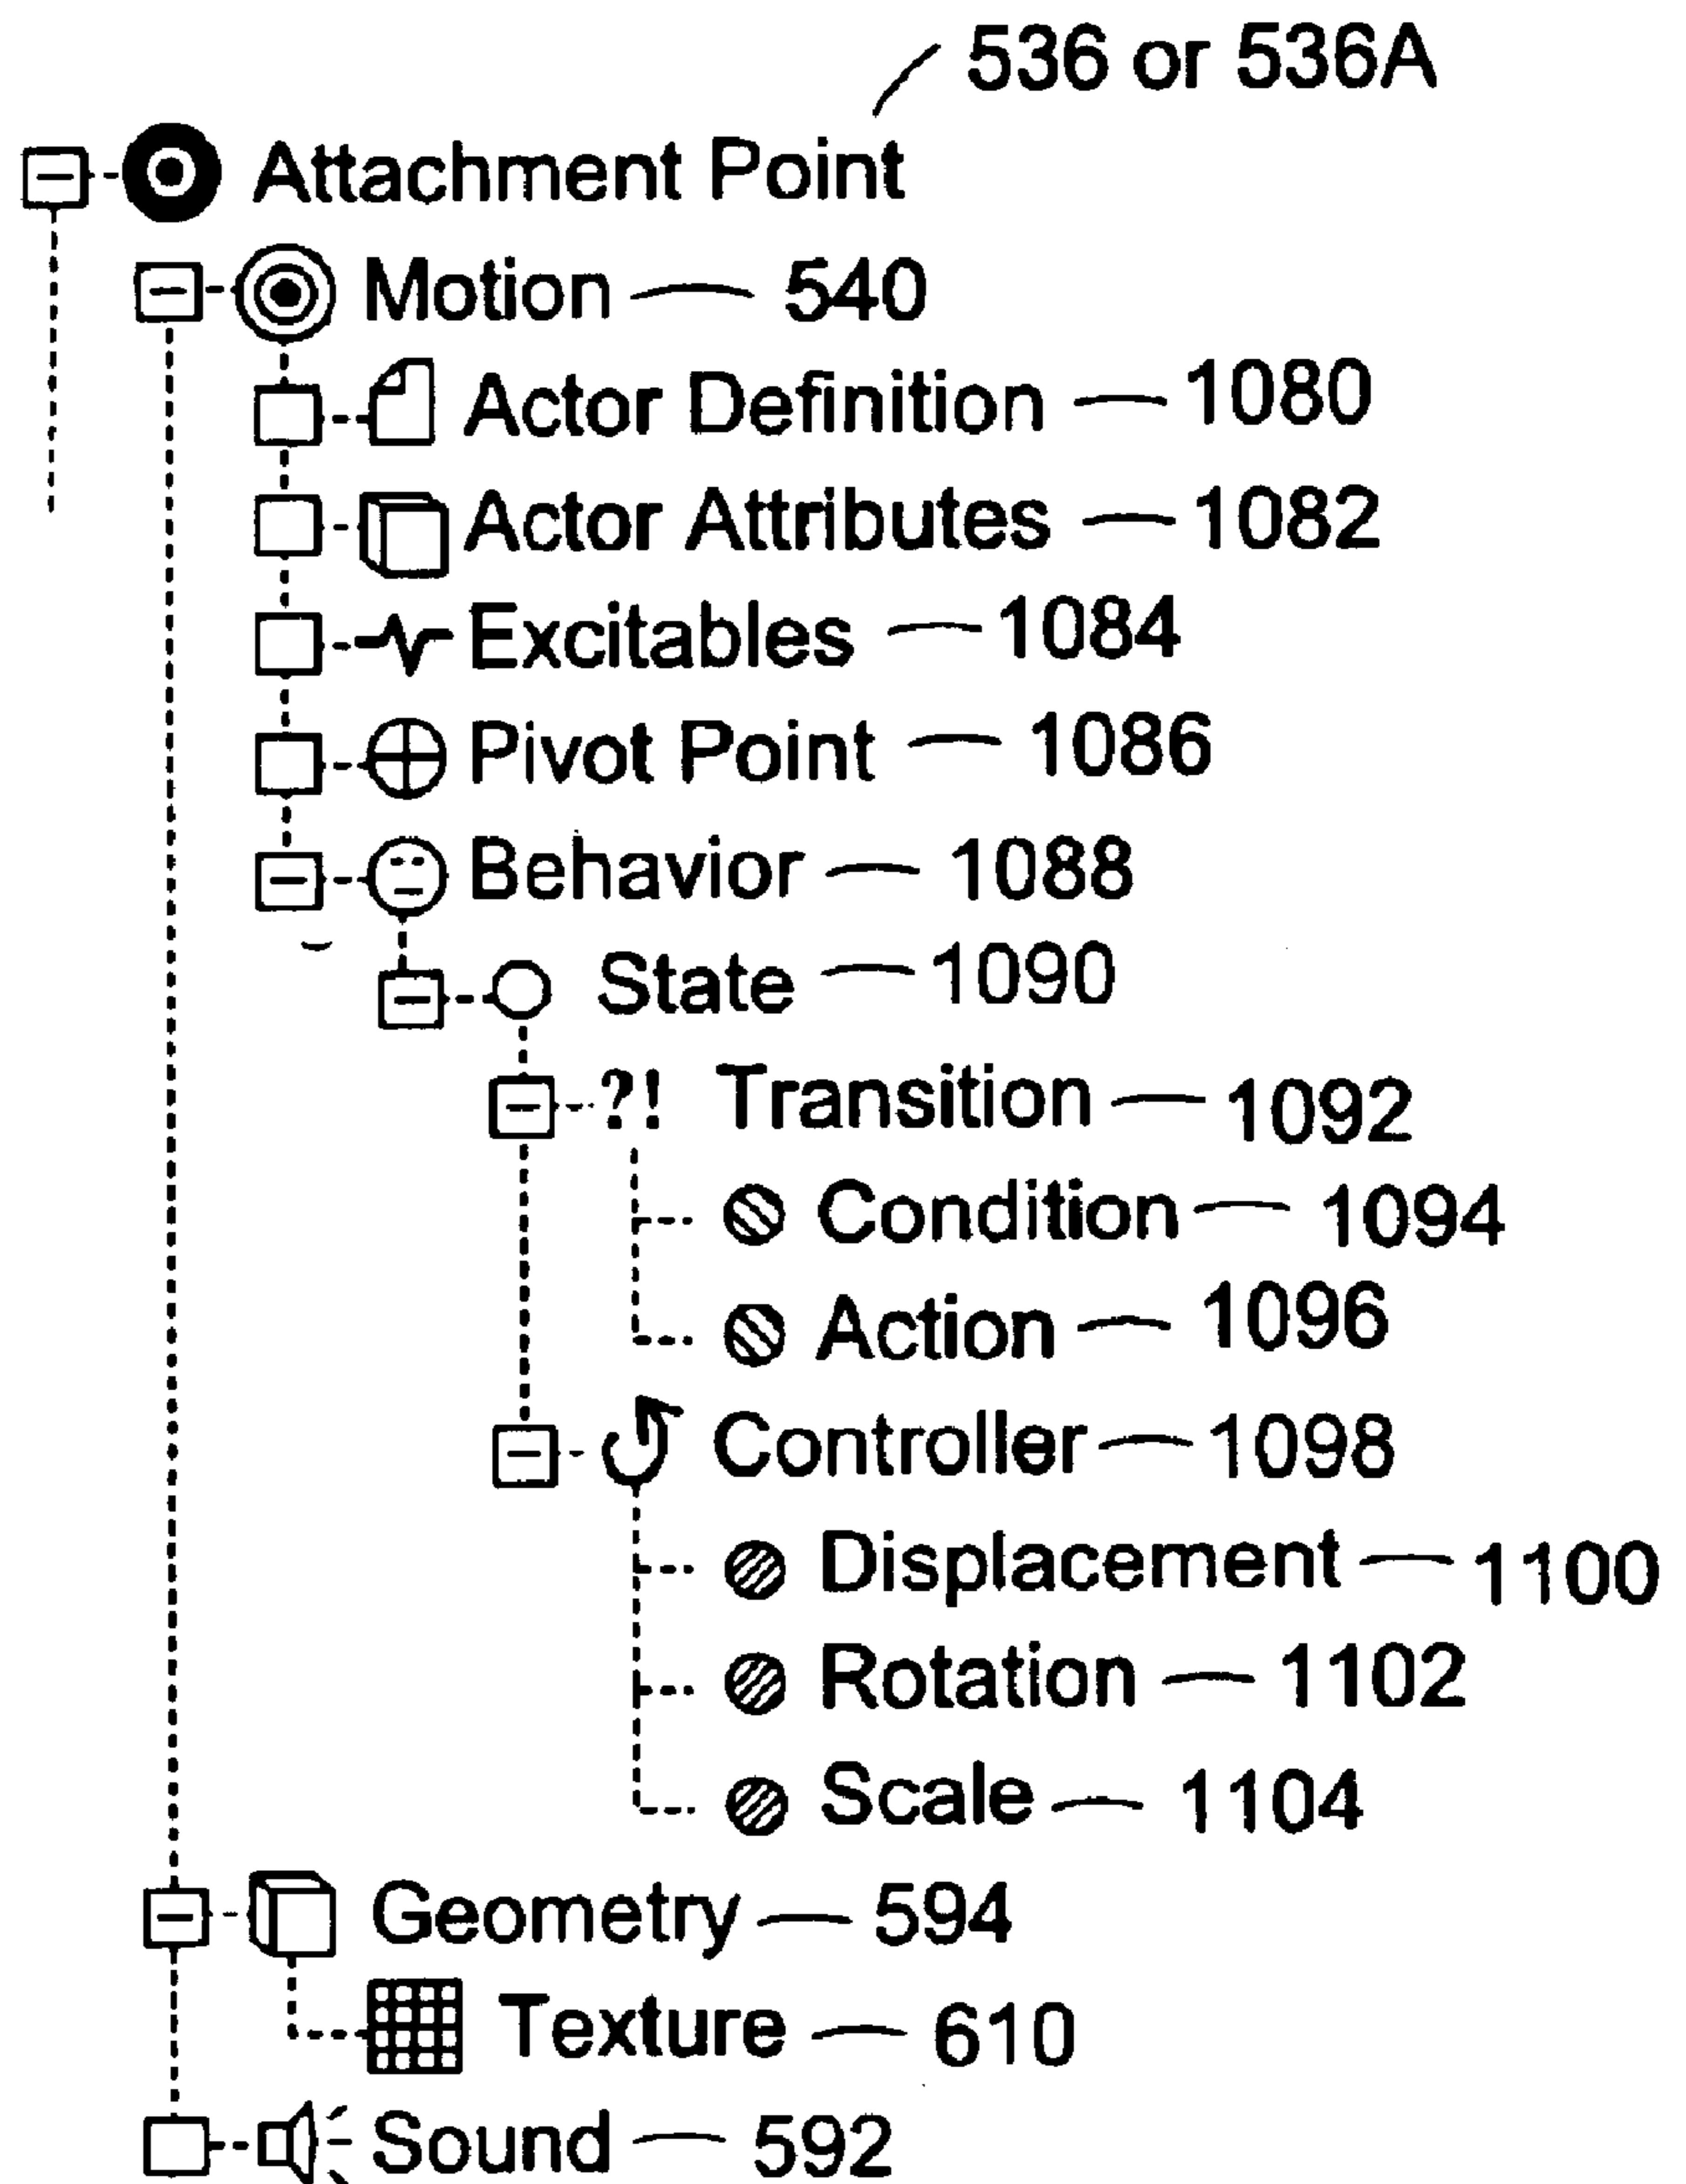 536 or 536A
Attachment Point
Motion 540
Actor Definition 1080
Actor Attributes 1082
Excitables 1084
Pivot Point 1086
Behavior 1088
State 1090
?! Transition 1092
Condition 1094
Action 1096
Controller 1098
Displacement 1100
Rotation 1102
Scale 1104
Geometry 594
Texture 610
Sound 592